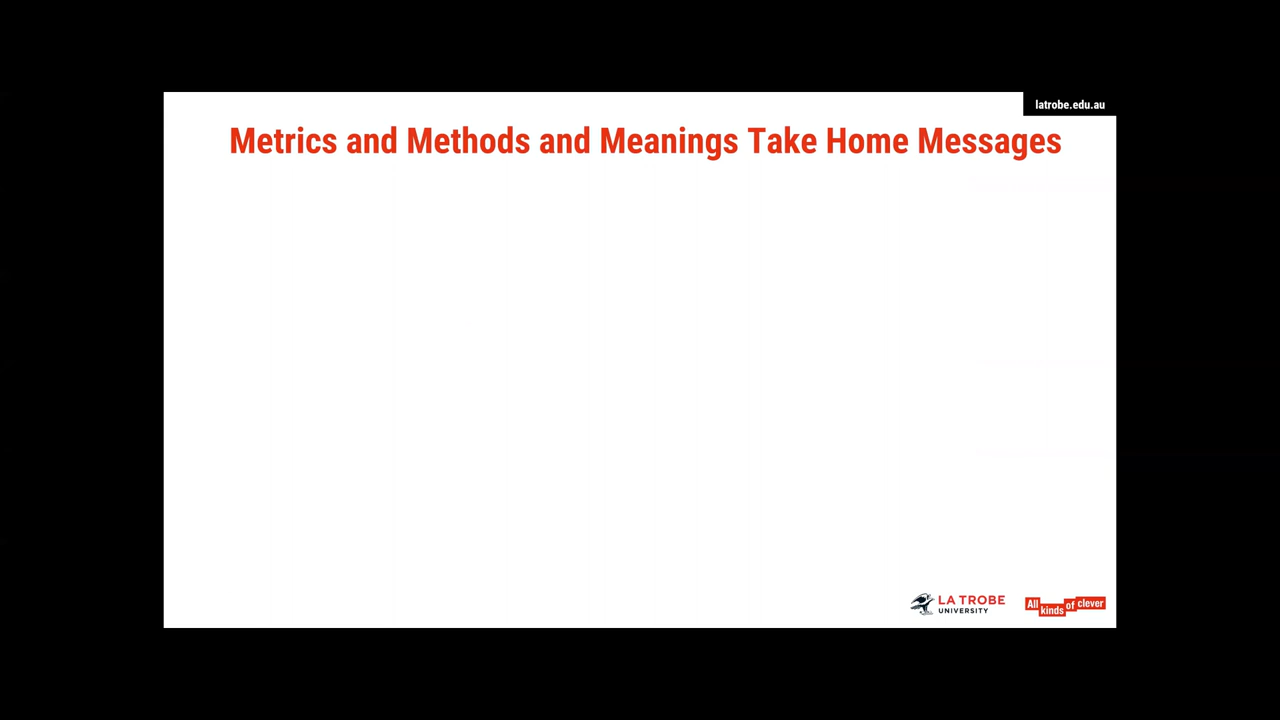 latrobe.edu.au
Metrics and Methods and Meanings Take Home Messages
LA TROBE
UNIVERSITY
All kinds of clever